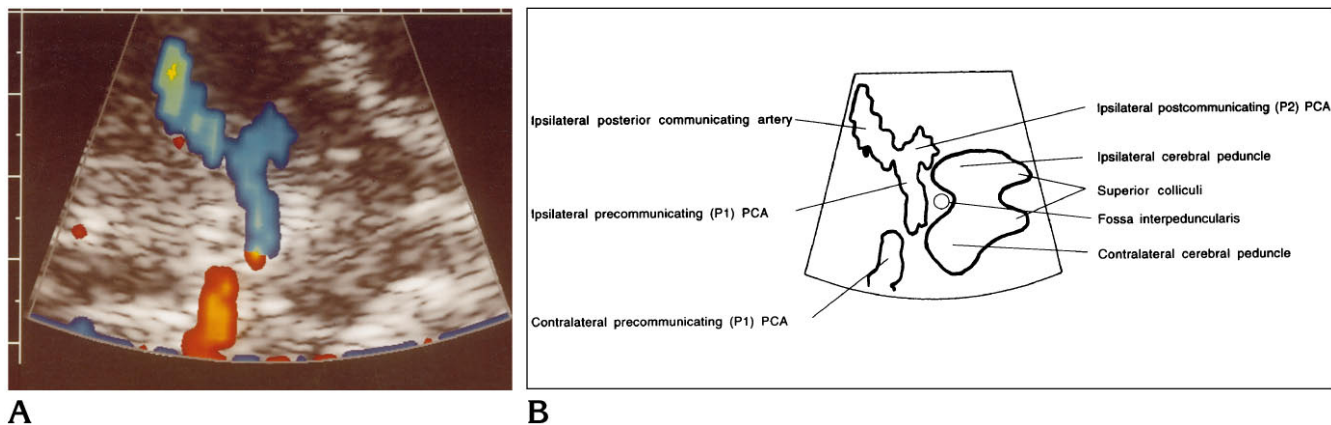 Ipsilateral posterior communicating artery
Ipsilateral precommunicating (P1) PCA
Contralateral precommunicating (P1) PCA
Ipsilateral postcommunicating (P2) PCA
Ipsilateral cerebral peduncle
Superior colliculi
Fossa interpeduncularis
Contralateral cerebral peduncle
A
B